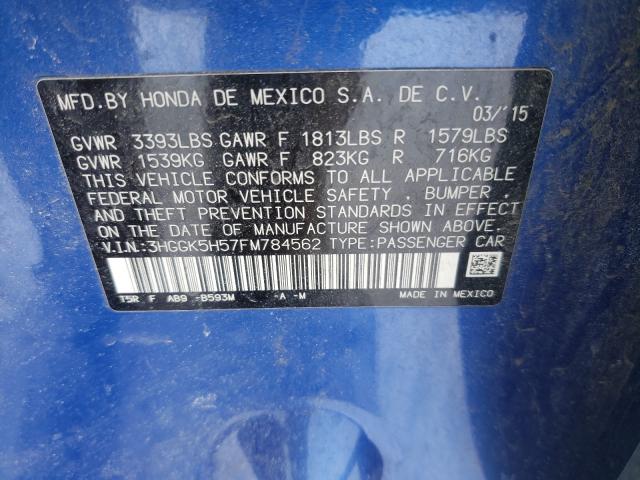 MFD.BY HONDA DE MEXICO S.A. DE C.V.
03/'15
GVWR 3393LBS GAWR F 1813LBS R 1579LBS
GVWR 1539KG GAWR F 823KG R 716KG
THIS VEHICLE CONFORMS TO ALL APPLICABLE
FEDERAL MOTOR VEHICLE SAFETY , BUMPER ,
AND THEFT PREVENTION STANDARDS IN EFFECT
ON THE DATE OF MANUFACTURE SHOWN ABOVE.
V.I.N.:3HGGK5H57FM784562 TYPE:PASSENGER CAR
T5R F AB9 -B593M -A -M MADE IN MEXICO